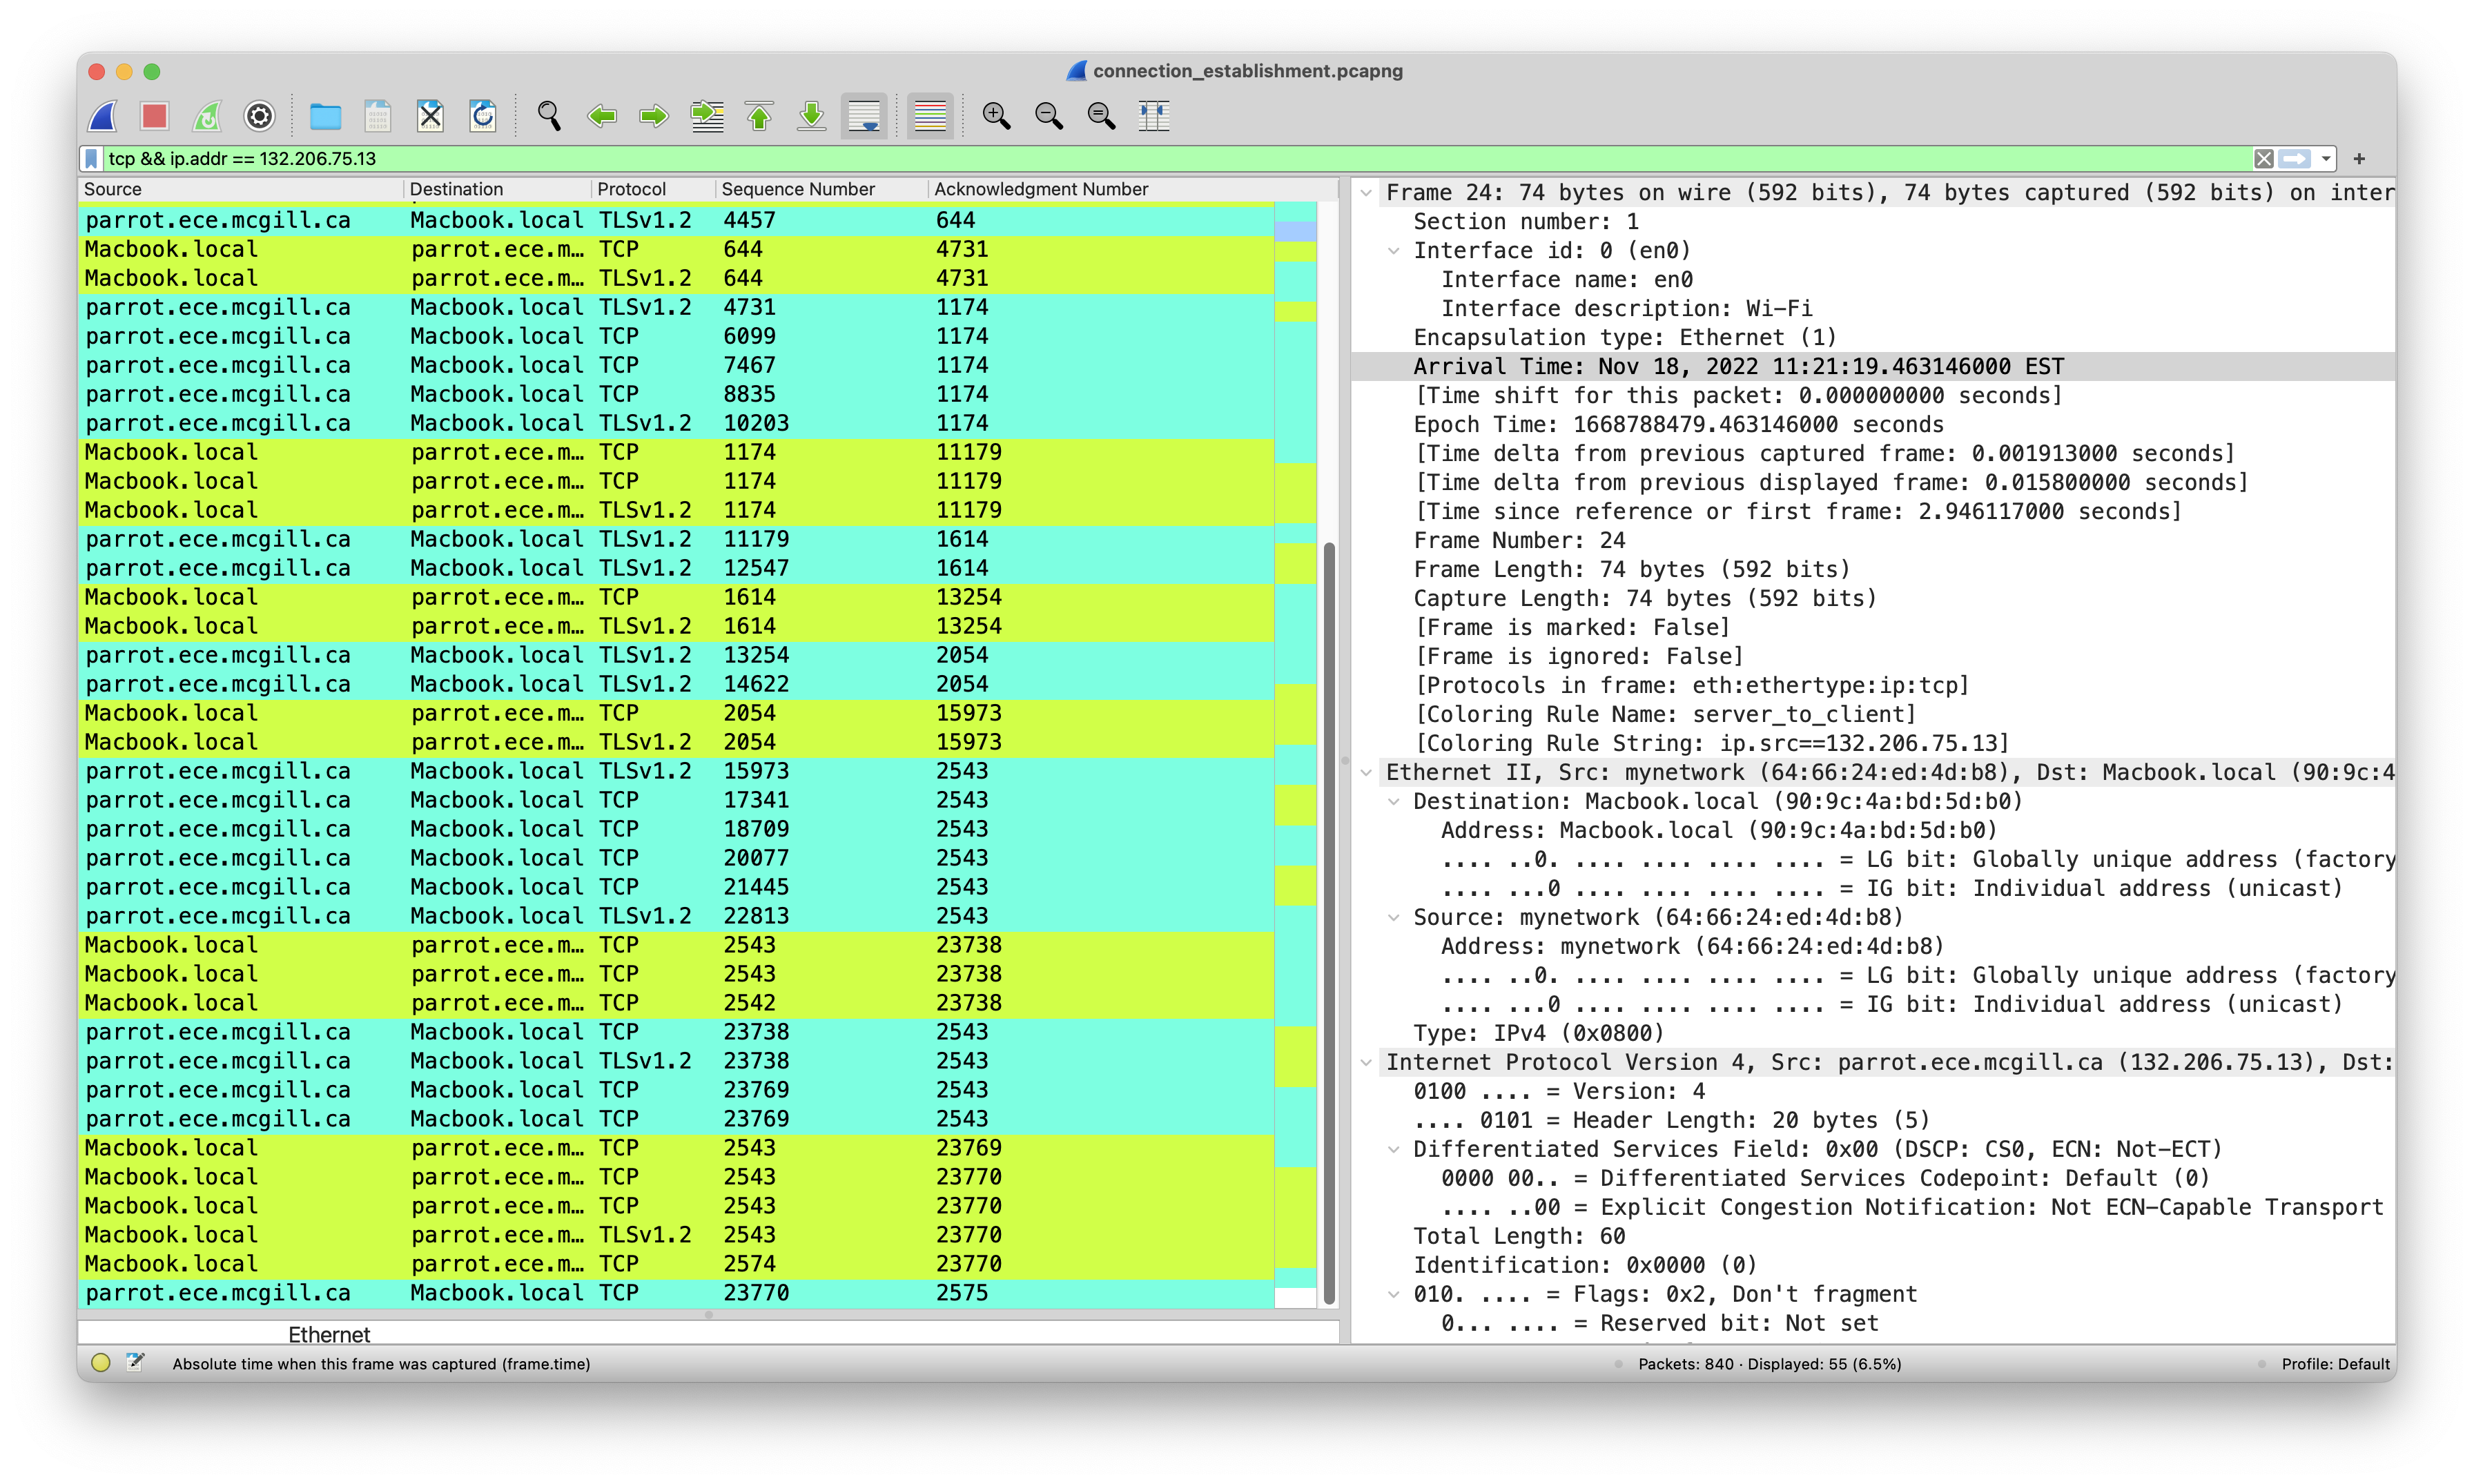 connection_establishment.pcapng
tcp && ip.addr == 132.206.75.13
Source Destination Protocol Sequence Number Acknowledgment Number
parrot.ece.mcgill.ca Macbook.local TLSv1.2 4457 644
Macbook.local parrot.ece.m… TCP 644 4731
Macbook.local parrot.ece.m… TLSv1.2 644 4731
parrot.ece.mcgill.ca Macbook.local TLSv1.2 4731 1174
parrot.ece.mcgill.ca Macbook.local TCP 6099 1174
parrot.ece.mcgill.ca Macbook.local TCP 7467 1174
parrot.ece.mcgill.ca Macbook.local TCP 8835 1174
parrot.ece.mcgill.ca Macbook.local TLSv1.2 10203 1174
Macbook.local parrot.ece.m… TCP 1174 11179
Macbook.local parrot.ece.m… TCP 1174 11179
Macbook.local parrot.ece.m… TLSv1.2 1174 11179
parrot.ece.mcgill.ca Macbook.local TLSv1.2 11179 1614
parrot.ece.mcgill.ca Macbook.local TLSv1.2 12547 1614
Macbook.local parrot.ece.m… TCP 1614 13254
Macbook.local parrot.ece.m… TLSv1.2 1614 13254
parrot.ece.mcgill.ca Macbook.local TLSv1.2 13254 2054
parrot.ece.mcgill.ca Macbook.local TLSv1.2 14622 2054
Macbook.local parrot.ece.m… TCP 2054 15973
Macbook.local parrot.ece.m… TLSv1.2 2054 15973
parrot.ece.mcgill.ca Macbook.local TLSv1.2 15973 2543
parrot.ece.mcgill.ca Macbook.local TCP 17341 2543
parrot.ece.mcgill.ca Macbook.local TCP 18709 2543
parrot.ece.mcgill.ca Macbook.local TCP 20077 2543
parrot.ece.mcgill.ca Macbook.local TCP 21445 2543
parrot.ece.mcgill.ca Macbook.local TLSv1.2 22813 2543
Macbook.local parrot.ece.m… TCP 2543 23738
Macbook.local parrot.ece.m… TCP 2543 23738
Macbook.local parrot.ece.m… TCP 2542 23738
parrot.ece.mcgill.ca Macbook.local TCP 23738 2543
parrot.ece.mcgill.ca Macbook.local TLSv1.2 23738 2543
parrot.ece.mcgill.ca Macbook.local TCP 23769 2543
parrot.ece.mcgill.ca Macbook.local TCP 23769 2543
Macbook.local parrot.ece.m… TCP 2543 23769
Macbook.local parrot.ece.m… TCP 2543 23770
Macbook.local parrot.ece.m… TCP 2543 23770
Macbook.local parrot.ece.m… TLSv1.2 2543 23770
Macbook.local parrot.ece.m… TCP 2574 23770
parrot.ece.mcgill.ca Macbook.local TCP 23770 2575
Ethernet
Frame 24: 74 bytes on wire (592 bits), 74 bytes captured (592 bits) on inter
Section number: 1
Interface id: 0 (en0)
Interface name: en0
Interface description: Wi-Fi
Encapsulation type: Ethernet (1)
Arrival Time: Nov 18, 2022 11:21:19.463146000 EST
[Time shift for this packet: 0.000000000 seconds]
Epoch Time: 1668788479.463146000 seconds
[Time delta from previous captured frame: 0.001913000 seconds]
[Time delta from previous displayed frame: 0.015800000 seconds]
[Time since reference or first frame: 2.946117000 seconds]
Frame Number: 24
Frame Length: 74 bytes (592 bits)
Capture Length: 74 bytes (592 bits)
[Frame is marked: False]
[Frame is ignored: False]
[Protocols in frame: eth:ethertype:ip:tcp]
[Coloring Rule Name: server_to_client]
[Coloring Rule String: ip.src==132.206.75.13]
Ethernet II, Src: mynetwork (64:66:24:ed:4d:b8), Dst: Macbook.local (90:9c:4
Destination: Macbook.local (90:9c:4a:bd:5d:b0)
Address: Macbook.local (90:9c:4a:bd:5d:b0)
.... ..0. .... .... .... .... = LG bit: Globally unique address (factory
.... ...0 .... .... .... .... = IG bit: Individual address (unicast)
Source: mynetwork (64:66:24:ed:4d:b8)
Address: mynetwork (64:66:24:ed:4d:b8)
.... ..0. .... .... .... .... = LG bit: Globally unique address (factory
.... ...0 .... .... .... .... = IG bit: Individual address (unicast)
Type: IPv4 (0x0800)
Internet Protocol Version 4, Src: parrot.ece.mcgill.ca (132.206.75.13), Dst:
0100 .... = Version: 4
.... 0101 = Header Length: 20 bytes (5)
Differentiated Services Field: 0x00 (DSCP: CS0, ECN: Not-ECT)
0000 00.. = Differentiated Services Codepoint: Default (0)
.... ..00 = Explicit Congestion Notification: Not ECN-Capable Transport
Total Length: 60
Identification: 0x0000 (0)
010. .... = Flags: 0x2, Don't fragment
0... .... = Reserved bit: Not set
Absolute time when this frame was captured (frame.time)
Packets: 840 · Displayed: 55 (6.5%)
Profile: Default